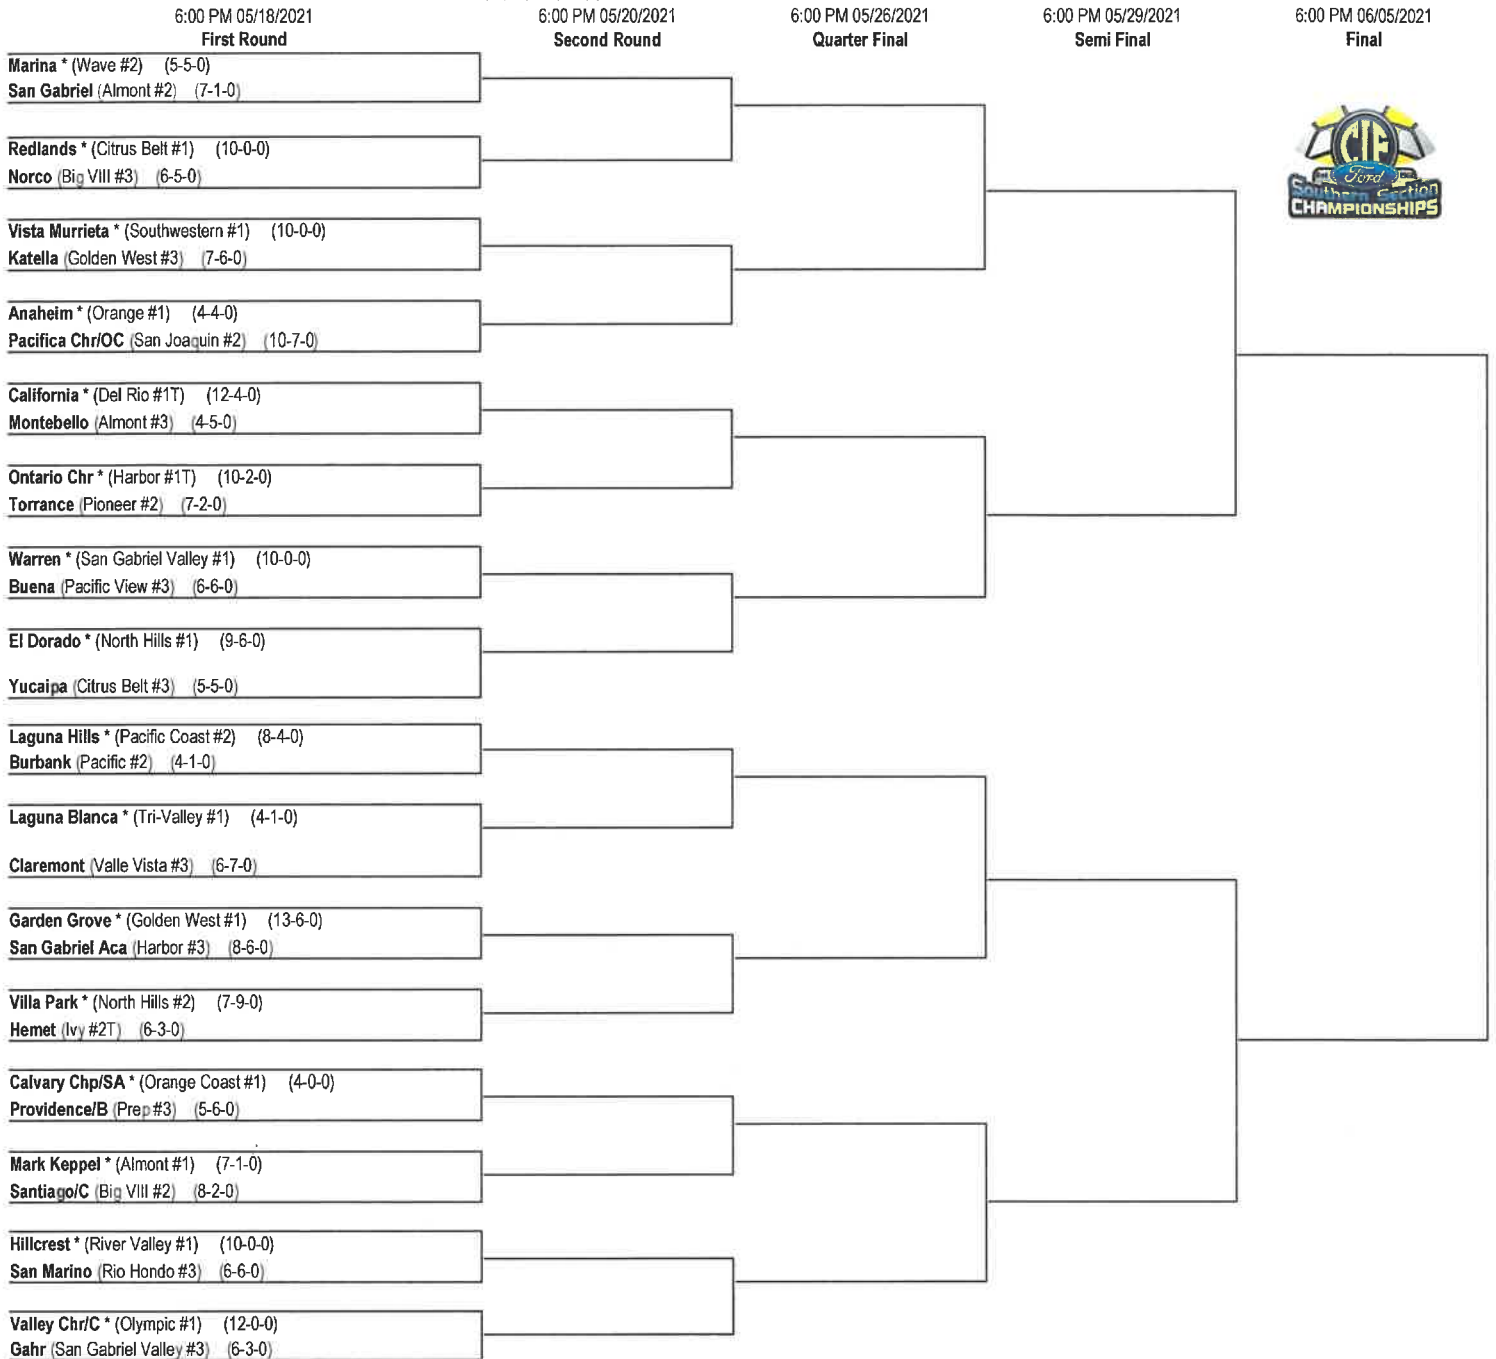 6:00 PM 05/18/2021 6:00 PM 05/20/2021 6:00 PM 05/26/2021 6:00 PM 05/29/2021 6:00 PM 06/05/2021
First Round Second Round Quarter Final Semi Final Final
Marina * (Wave #2) (5-5-0)
San Gabriel (Almont #2) (7-1-0)
CIF
Ford
Southern Section
CHAMPIONSHIPS
Redlands * (Citrus Belt #1) (10-0-0)
Norco (Big VIII #3) (6-5-0)
Vista Murrieta * (Southwestern #1) (10-0-0)
Katella (Golden West #3) (7-6-0)
Anaheim * (Orange #1) (4-4-0)
Pacifica Chr/OC (San Joaquin #2) (10-7-0)
California * (Del Rio #1T) (12-4-0)
Montebello (Almont #3) (4-5-0)
Ontario Chr * (Harbor #1T) (10-2-0)
Torrance (Pioneer #2) (7-2-0)
Warren * (San Gabriel Valley #1) (10-0-0)
Buena (Pacific View #3) (6-6-0)
El Dorado * (North Hills #1) (9-6-0)
Yucaipa (Citrus Belt #3) (5-5-0)
Laguna Hills * (Pacific Coast #2) (8-4-0)
Burbank (Pacific #2) (4-1-0)
Laguna Blanca * (Tri-Valley #1) (4-1-0)
Claremont (Valle Vista #3) (6-7-0)
Garden Grove * (Golden West #1) (13-6-0)
San Gabriel Aca (Harbor #3) (8-6-0)
Villa Park * (North Hills #2) (7-9-0)
Hemet (Ivy #2T) (6-3-0)
Calvary Chp/SA * (Orange Coast #1) (4-0-0)
Providence/B (Prep #3) (5-6-0)
Mark Keppel * (Almont #1) (7-1-0)
Santiago/C (Big VIII #2) (8-2-0)
Hillcrest * (River Valley #1) (10-0-0)
San Marino (Rio Hondo #3) (6-6-0)
Valley Chr/C * (Olympic #1) (12-0-0)
Gahr (San Gabriel Valley #3) (6-3-0)